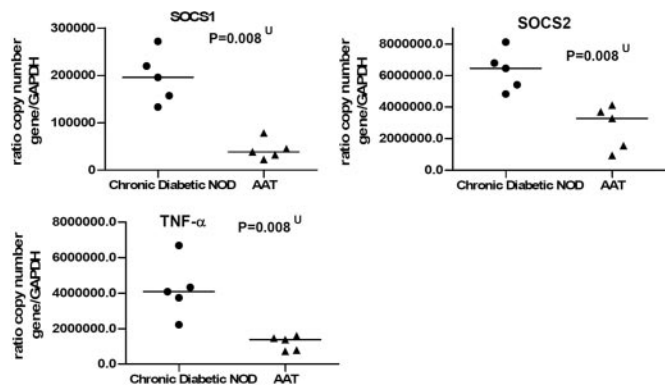 SOCS1
P=0.008 U
ratio copy number
gene/GAPDH
300000
200000
100000
0
Chronic Diabetic NOD AAT
SOCS2
P=0.008 U
ratio copy number
gene/GAPDH
8000000.0
6000000.0
4000000.0
2000000.0
0.0
Chronic Diabetic NOD AAT
TNF-α
P=0.008 U
ratio copy number
gene/GAPDH
8000000.0
6000000.0
4000000.0
2000000.0
0.0
Chronic Diabetic NOD AAT